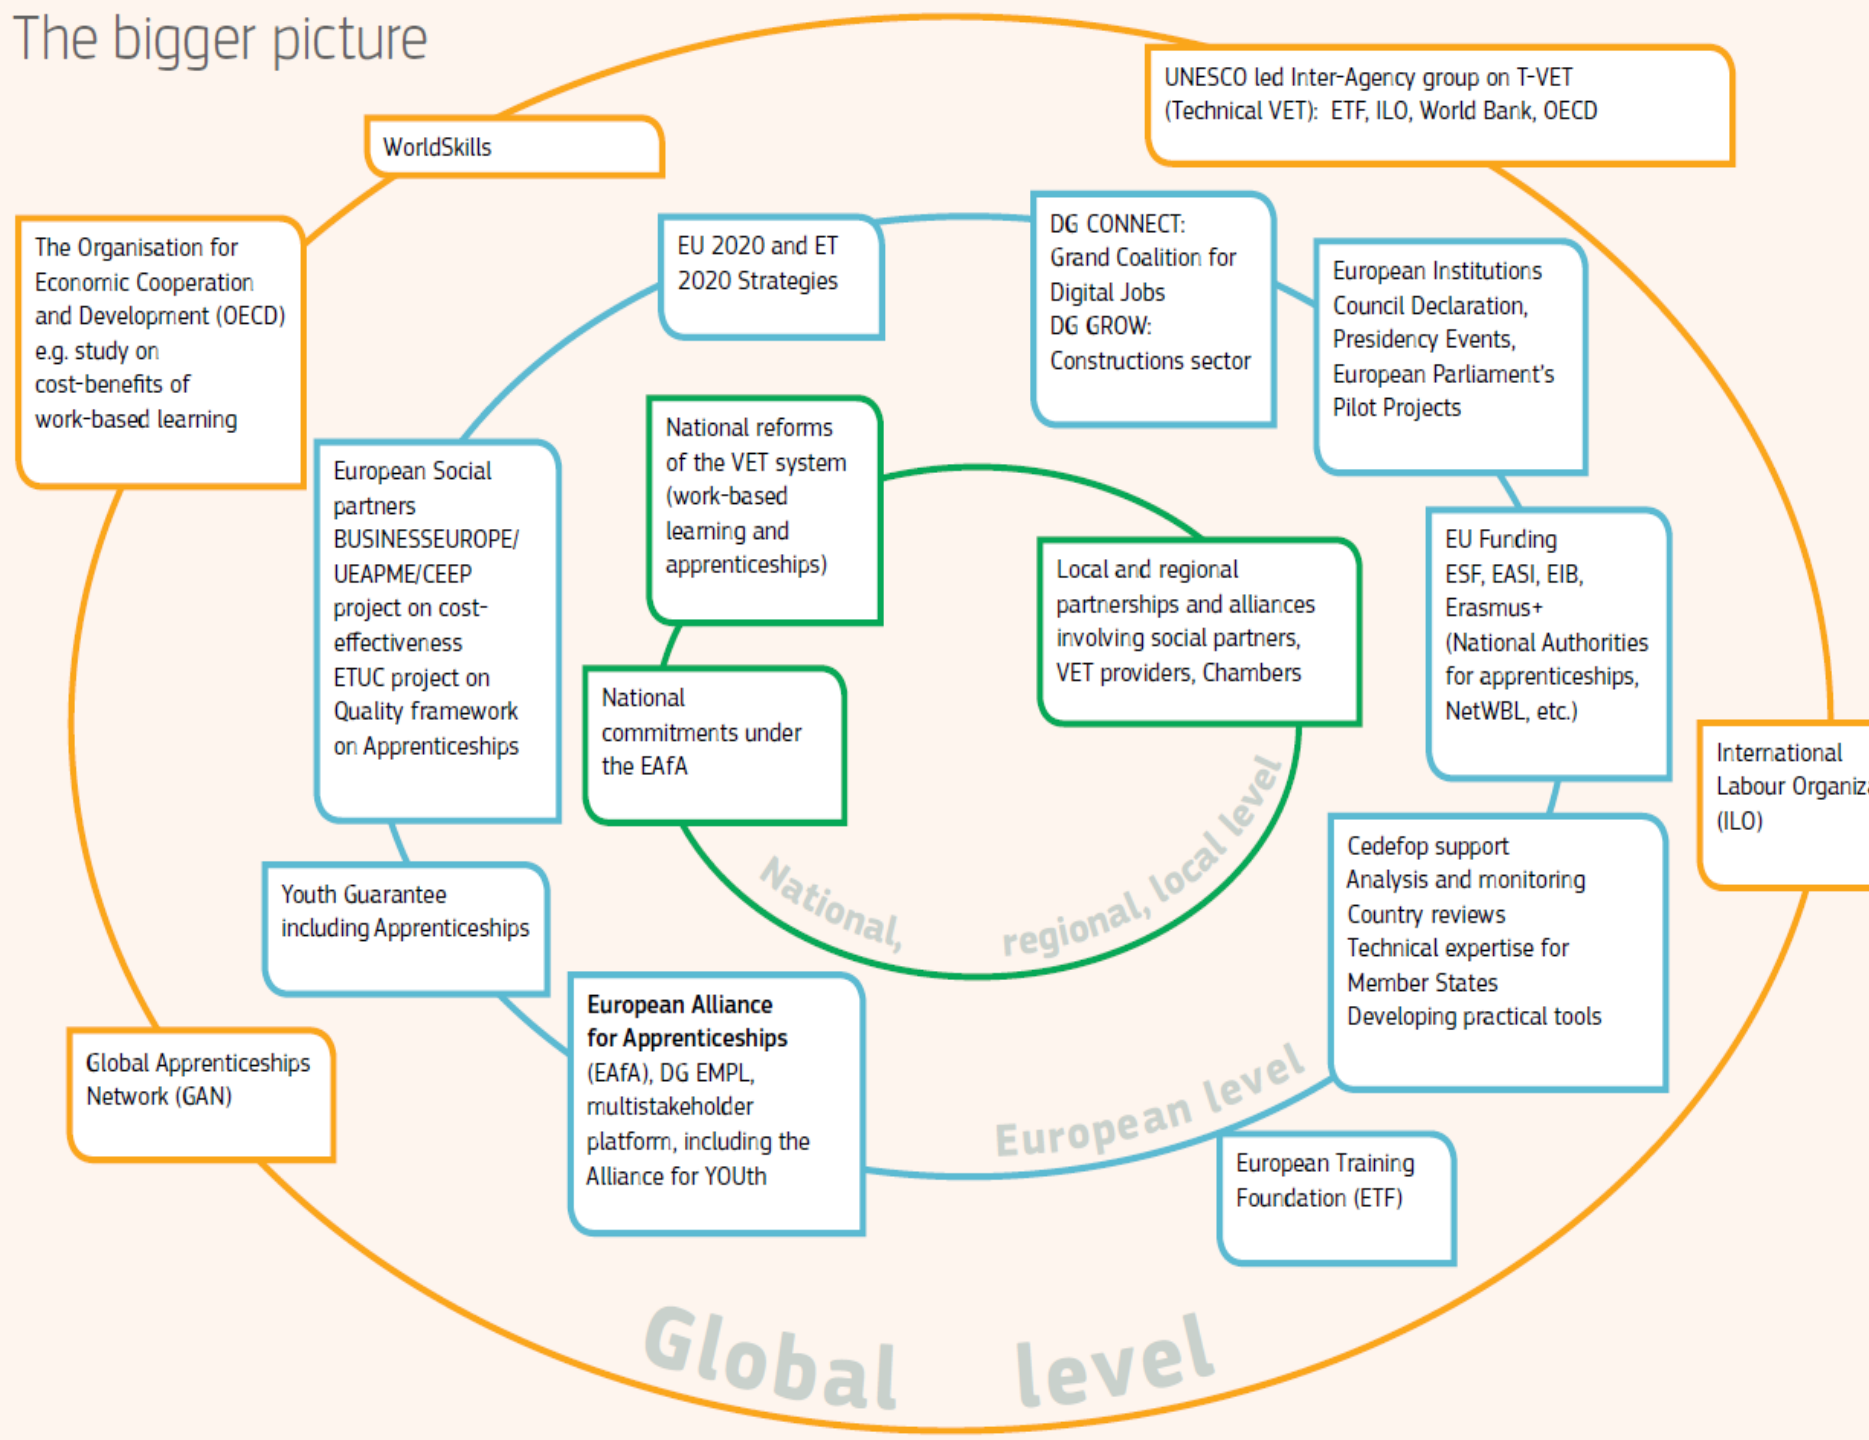 The bigger picture
UNESCO led Inter-Agency group on T-VET
(Technical VET): ETF, ILO, World Bank, OECD
WorldSkills
The Organisation for
Economic Cooperation
and Development (OECD)
e.g. study on
cost-benefits of
work-based learning
EU 2020 and ET
2020 Strategies
DG CONNECT:
Grand Coalition for
Digital Jobs
DG GROW:
Constructions sector
European Institutions
Council Declaration,
Presidency Events,
European Parliament's
Pilot Projects
European Social
partners
BUSINESSEUROPE/
UEAPME/CEEP
project on cost-
effectiveness
ETUC project on
Quality framework
on Apprenticeships
National reforms
of the VET system
(work-based
learning and
apprenticeships)
Local and regional
partnerships and alliances
involving social partners,
VET providers, Chambers
EU Funding
ESF, EASI, EIB,
Erasmus+
(National Authorities
for apprenticeships,
NetWBL, etc.)
National
commitments under
the EAfA
International
Labour
(ILO)
National, regional, local level
Cedefop support
Analysis and monitoring
Country reviews
Technical expertise for
Member States
Developing practical tools
Youth Guarantee
including Apprenticeships
European Alliance
for Apprenticeships
(EAfA), DG EMPL,
multistakeholder
platform, including the
Alliance for YOUth
Global Apprenticeships
Network (GAN)
European level
European Training
Foundation (ETF)
Global level